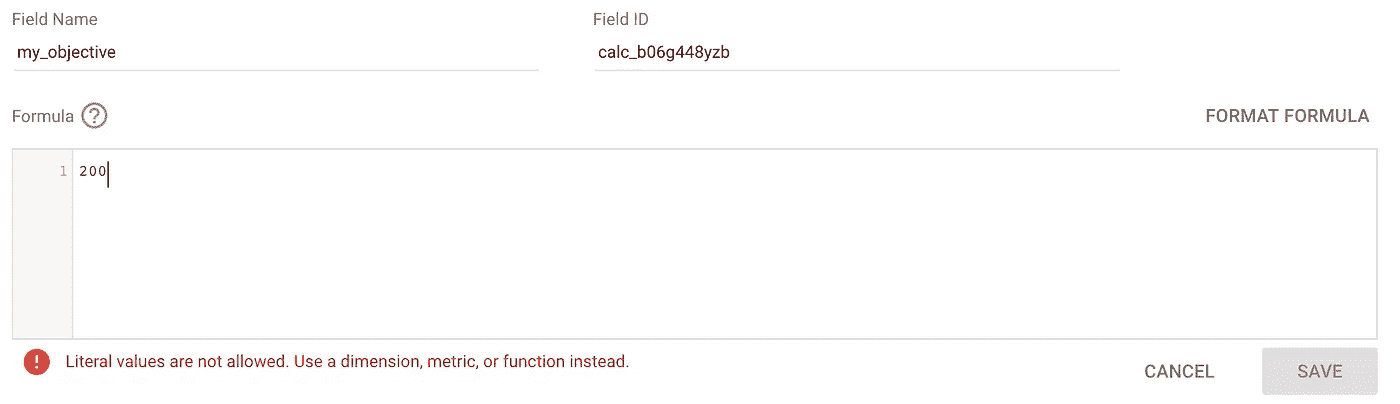 Field Name Field ID
my_objective calc_b06g448yzb
Formula ? FORMAT FORMULA
1 200
! Literal values are not allowed. Use a dimension, metric, or function instead.
CANCEL SAVE